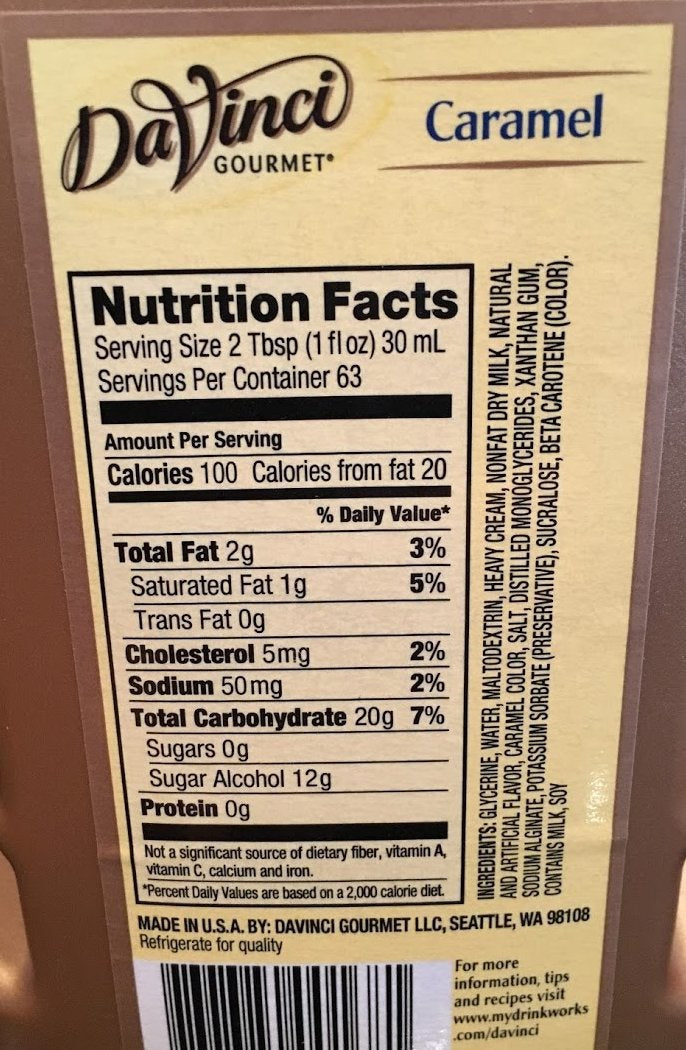 DaVinci
GOURMET®
Caramel
Nutrition Facts
Serving Size 2 Tbsp (1 fl oz) 30 mL
Servings Per Container 63
Amount Per Serving
Calories 100 Calories from fat 20
% Daily Value*
Total Fat 2g 3%
Saturated Fat 1g 5%
Trans Fat 0g
Cholesterol 5mg 2%
Sodium 50mg 2%
Total Carbohydrate 20g 7%
Sugars 0g
Sugar Alcohol 12g
Protein 0g
Not a significant source of dietary fiber, vitamin A,
vitamin C, calcium and iron.
*Percent Daily Values are based on a 2,000 calorie diet.
INGREDIENTS: GLYCERINE, WATER, MALTODEXTRIN, HEAVY CREAM, NONFAT DRY MILK, NATURAL
AND ARTIFICIAL FLAVOR, CARAMEL COLOR, SALT, DISTILLED MONOGLYCERIDES, XANTHAN GUM,
SODIUM ALGINATE, POTASSIUM SORBATE (PRESERVATIVE), SUCRALOSE, BETA CAROTENE (COLOR).
CONTAINS MILK, SOY
MADE IN U.S.A. BY: DAVINCI GOURMET LLC, SEATTLE, WA 98108
Refrigerate for quality
For more
information, tips
and recipes visit
www.mydrinkworks
.com/davinci